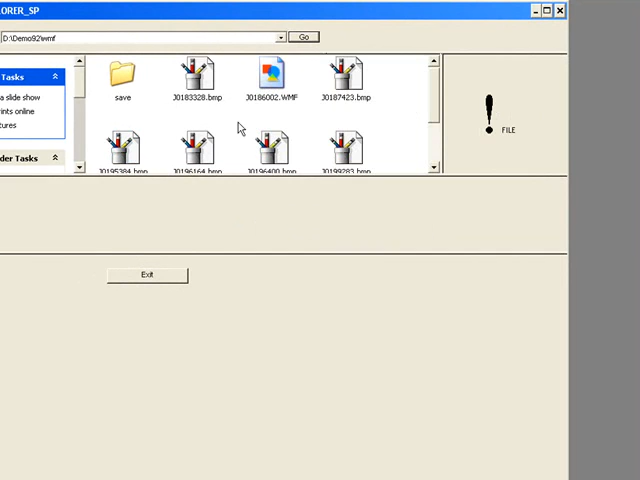 ORER_SP
D:\Demo92\wmf
Go
Tasks
a slide show
ints online
tures
der Tasks
save
J0183328.bmp
J0186002.WMF
J0187423.bmp
J0195384.bmp
J0196164.bmp
J0196400.bmp
J0199283.bmp
FILE
Exit